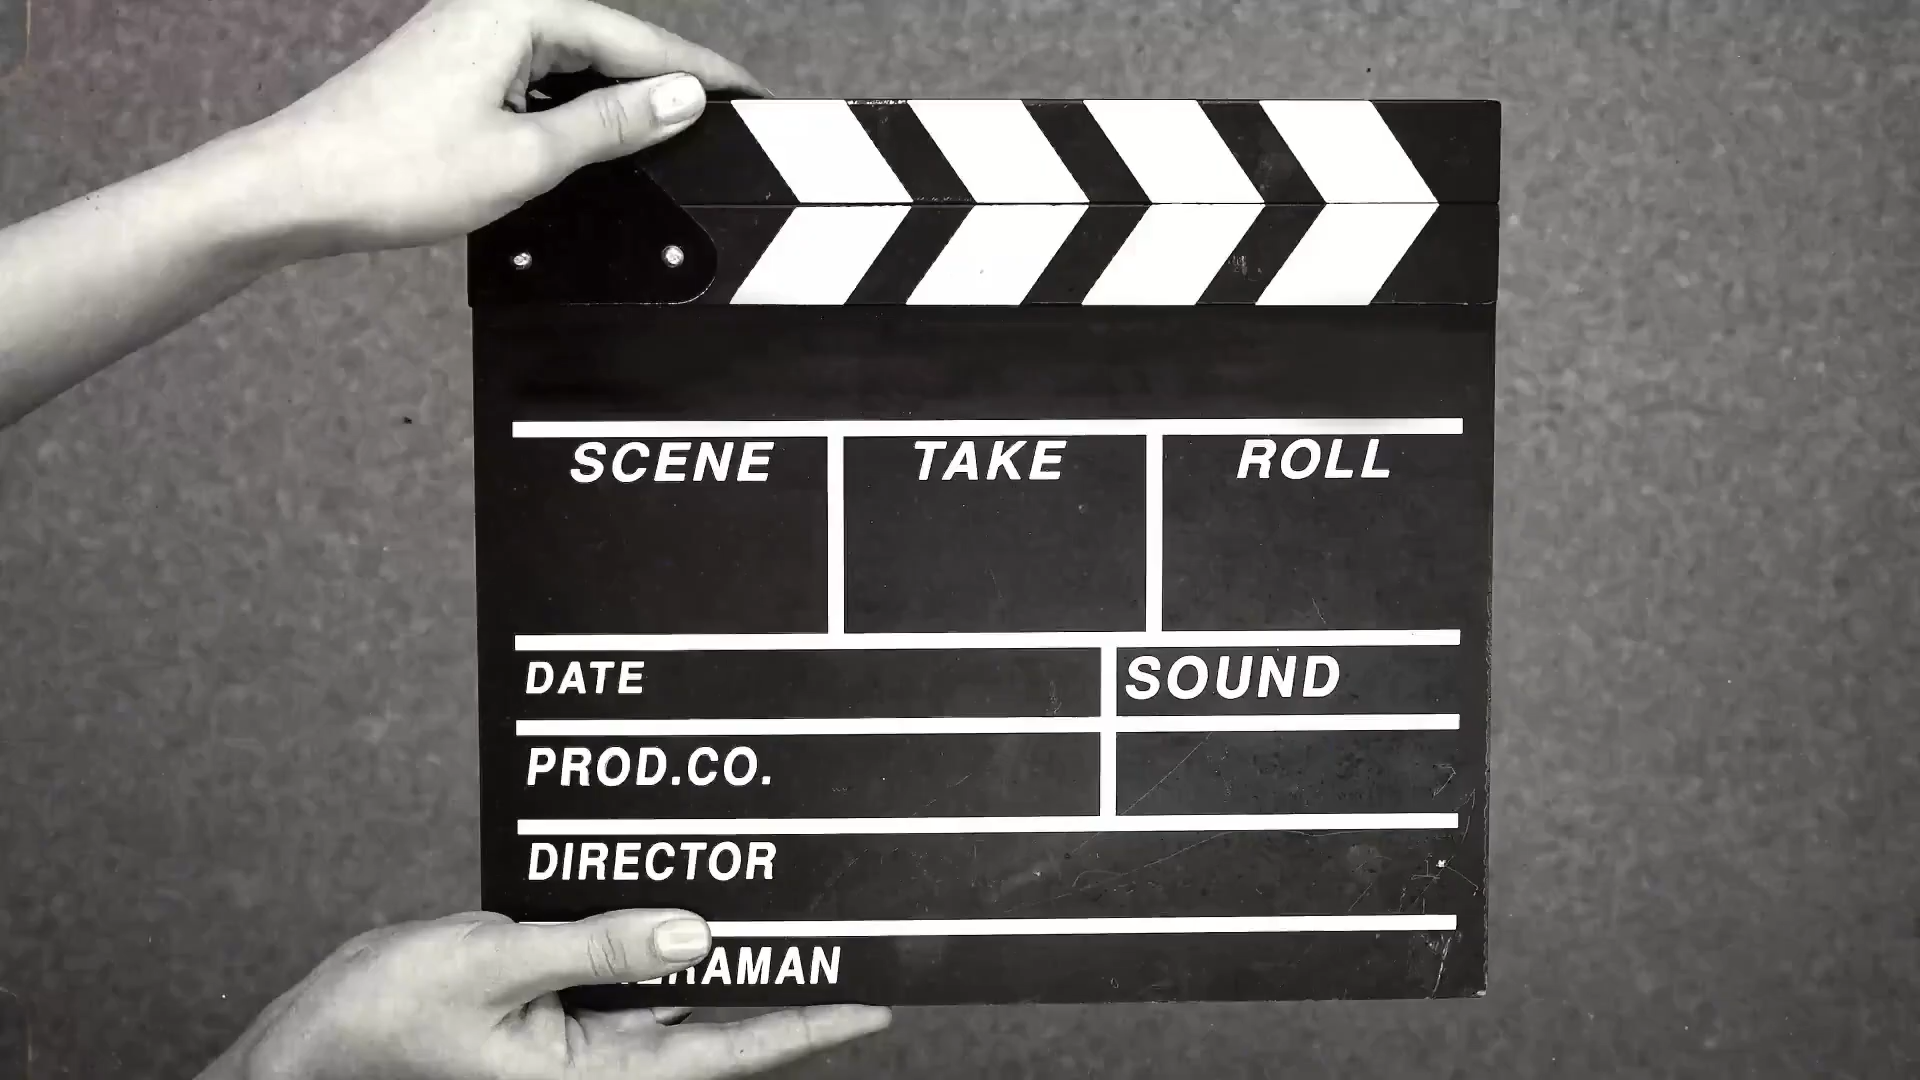 SCENE TAKE ROLL
DATE SOUND
PROD.CO.
DIRECTOR